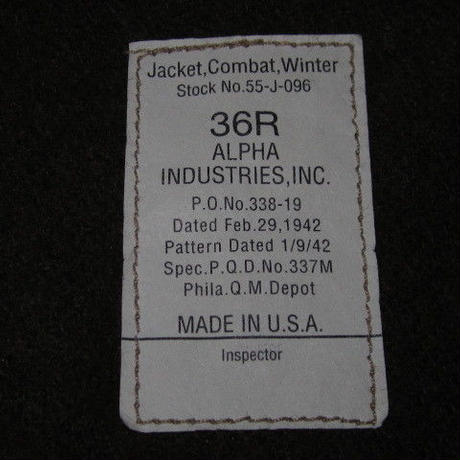 Jacket,Combat,Winter
Stock No.55-J-096
36R
ALPHA
INDUSTRIES,INC.
P.O.No.338-19
Dated Feb.29,1942
Pattern Dated 1/9/42
Spec.P.Q.D.No.337M
Phila.Q.M.Depot
MADE IN U.S.A.
Inspector